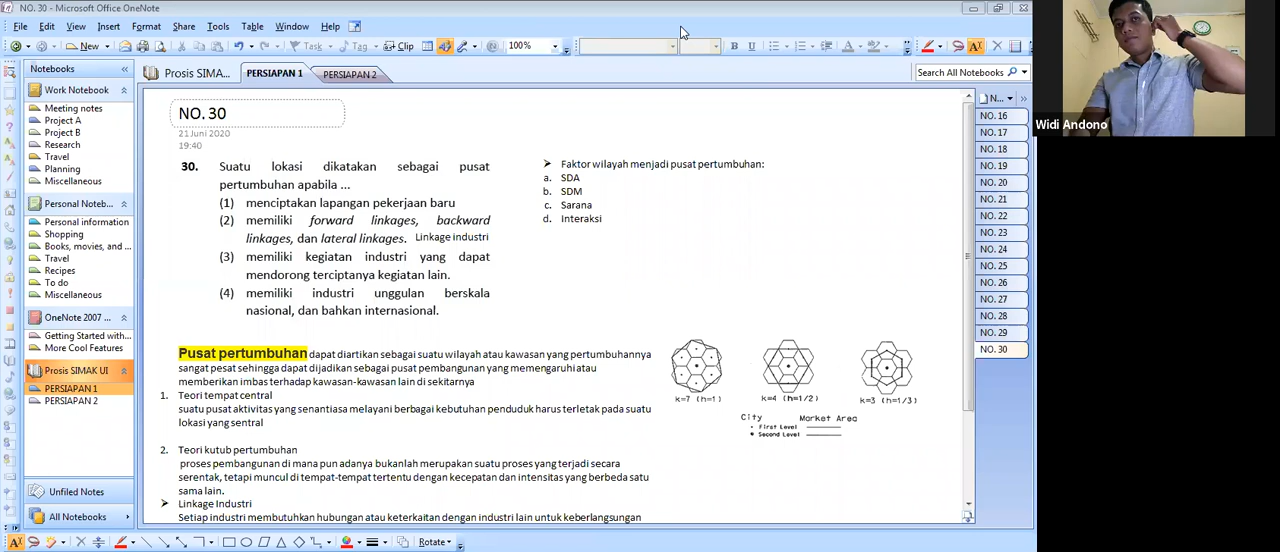 NO. 30 - Microsoft Office OneNote
File Edit View Insert Format Share Tools Table Window Help
New Task Tag Clip 100% B U
Notebooks
Prosis SIMA... PERSIAPAN 1 PERSIAPAN 2
Search All Notebooks
Work Notebook
Meeting notes
Project A
Project B
Research
Travel
Planning
Miscellaneous
Personal Noteb...
Personal information
Shopping
Books, movies, and ...
Travel
Recipes
To do
Miscellaneous
OneNote 2007 ...
Getting Started with...
More Cool Features
Prosis SIMAK UI
PERSIAPAN 1
PERSIAPAN 2
Unfiled Notes
All Notebooks
NO. 30
21 Juni 2020
19:40
30. Suatu lokasi dikatakan sebagai pusat
pertumbuhan apabila ...
(1) menciptakan lapangan pekerjaan baru
(2) memiliki forward linkages, backward
linkages, dan lateral linkages. Linkage industri
(3) memiliki kegiatan industri yang dapat
mendorong terciptanya kegiatan lain.
(4) memiliki industri unggulan berskala
nasional, dan bahkan internasional.
➢ Faktor wilayah menjadi pusat pertumbuhan:
a. SDA
b. SDM
c. Sarana
d. Interaksi
Pusat pertumbuhan dapat diartikan sebagai suatu wilayah atau kawasan yang pertumbuhannya
sangat pesat sehingga dapat dijadikan sebagai pusat pembangunan yang memengaruhi atau
memberikan imbas terhadap kawasan-kawasan lain di sekitarnya
1. Teori tempat central
suatu pusat aktivitas yang senantiasa melayani berbagai kebutuhan penduduk harus terletak pada suatu
lokasi yang sentral
2. Teori kutub pertumbuhan
proses pembangunan di mana pun adanya bukanlah merupakan suatu proses yang terjadi secara
serentak, tetapi muncul di tempat-tempat tertentu dengan kecepatan dan intensitas yang berbeda satu
sama lain.
➢ Linkage Industri
Setiap industri membutuhkan hubungan atau keterkaitan dengan industri lain untuk keberlangsungan
k=7 (h=1) k=4 (h=1/2) k=3 (h=1/3)
City Market Area
First Level
Second Level
N...
NO. 16
NO. 17
NO. 18
NO. 19
NO. 20
NO. 21
NO. 22
NO. 23
NO. 24
NO. 25
NO. 26
NO. 27
NO. 28
NO. 29
NO. 30
Widi Andono
Rotate